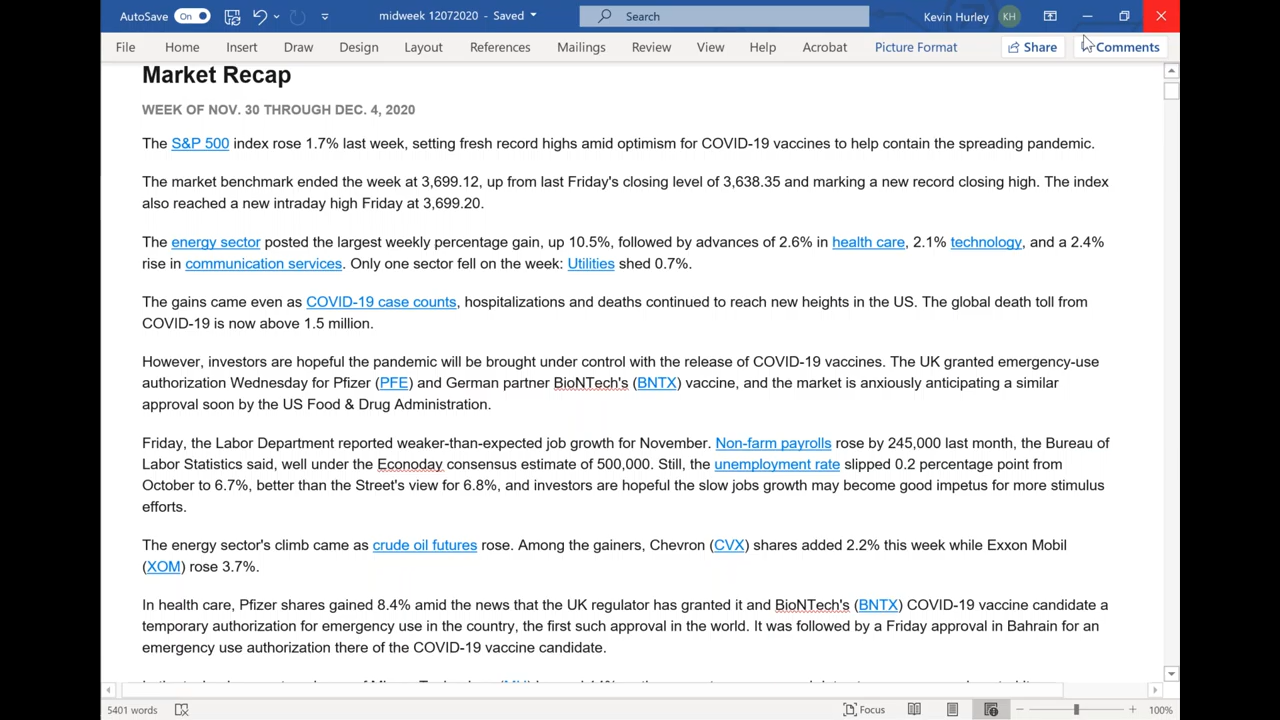 AutoSave On midweek 12072020 - Saved Search Kevin Hurley KH
File Home Insert Draw Design Layout References Mailings Review View Help Acrobat Picture Format Share Comments
Market Recap
WEEK OF NOV. 30 THROUGH DEC. 4, 2020
The S&P 500 index rose 1.7% last week, setting fresh record highs amid optimism for COVID-19 vaccines to help contain the spreading pandemic.
The market benchmark ended the week at 3,699.12, up from last Friday's closing level of 3,638.35 and marking a new record closing high. The index
also reached a new intraday high Friday at 3,699.20.
The energy sector posted the largest weekly percentage gain, up 10.5%, followed by advances of 2.6% in health care, 2.1% technology, and a 2.4%
rise in communication services. Only one sector fell on the week: Utilities shed 0.7%.
The gains came even as COVID-19 case counts, hospitalizations and deaths continued to reach new heights in the US. The global death toll from
COVID-19 is now above 1.5 million.
However, investors are hopeful the pandemic will be brought under control with the release of COVID-19 vaccines. The UK granted emergency-use
authorization Wednesday for Pfizer (PFE) and German partner BioNTech's (BNTX) vaccine, and the market is anxiously anticipating a similar
approval soon by the US Food & Drug Administration.
Friday, the Labor Department reported weaker-than-expected job growth for November. Non-farm payrolls rose by 245,000 last month, the Bureau of
Labor Statistics said, well under the Econoday consensus estimate of 500,000. Still, the unemployment rate slipped 0.2 percentage point from
October to 6.7%, better than the Street's view for 6.8%, and investors are hopeful the slow jobs growth may become good impetus for more stimulus
efforts.
The energy sector's climb came as crude oil futures rose. Among the gainers, Chevron (CVX) shares added 2.2% this week while Exxon Mobil
(XOM) rose 3.7%.
In health care, Pfizer shares gained 8.4% amid the news that the UK regulator has granted it and BioNTech's (BNTX) COVID-19 vaccine candidate a
temporary authorization for emergency use in the country, the first such approval in the world. It was followed by a Friday approval in Bahrain for an
emergency use authorization there of the COVID-19 vaccine candidate.
5401 words Focus 100%